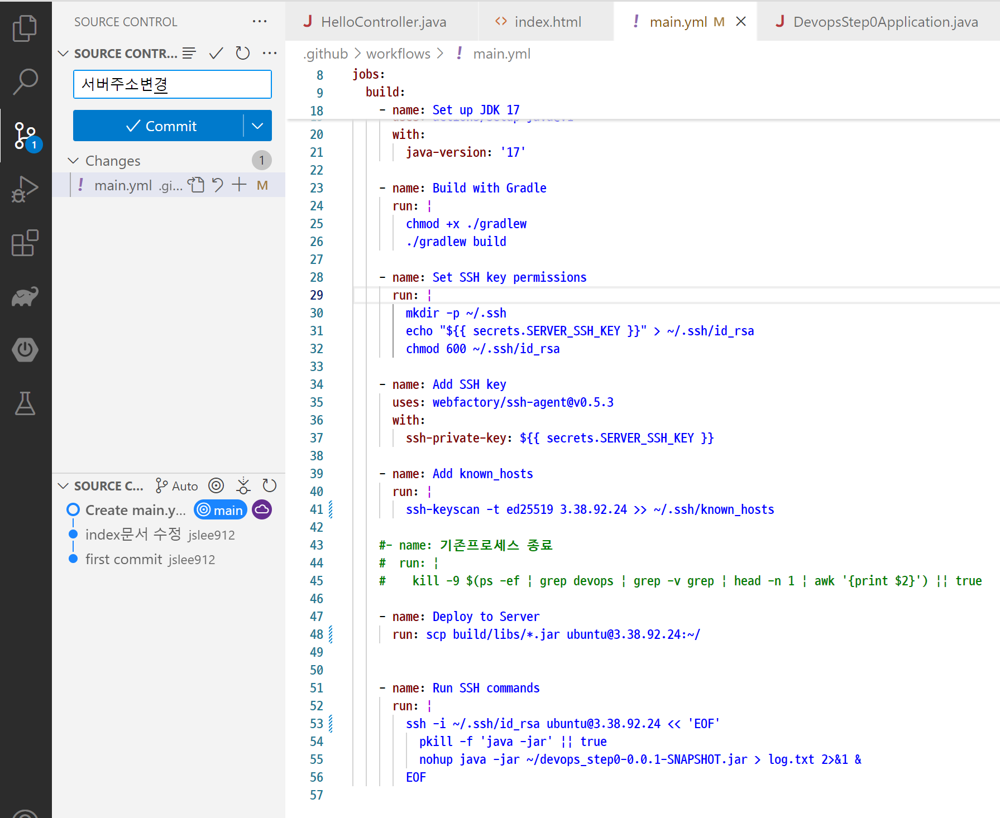 SOURCE CONTROL ···
SOURCE CONTR... ···
서버주소변경
Commit
1
Changes 1
! main.yml .gi... M
SOURCE C... Auto
Create main.y... main
index문서 수정 jslee912
first commit jslee912
J HelloController.java <> index.html ! main.yml M × J DevopsStep0Application.java
.github > workflows > ! main.yml
8 jobs:
9 build:
18 - name: Set up JDK 17
20 with:
21 java-version: '17'
22
23 - name: Build with Gradle
24 run: |
25 chmod +x ./gradlew
26 ./gradlew build
27
28 - name: Set SSH key permissions
29 run: |
30 mkdir -p ~/.ssh
31 echo "${{ secrets.SERVER_SSH_KEY }}" > ~/.ssh/id_rsa
32 chmod 600 ~/.ssh/id_rsa
33
34 - name: Add SSH key
35 uses: webfactory/ssh-agent@v0.5.3
36 with:
37 ssh-private-key: ${{ secrets.SERVER_SSH_KEY }}
38
39 - name: Add known_hosts
40 run: |
41 ssh-keyscan -t ed25519 3.38.92.24 >> ~/.ssh/known_hosts
42
43 #- name: 기존프로세스 종료
44 # run: |
45 # kill -9 $(ps -ef | grep devops | grep -v grep | head -n 1 | awk '{print $2}') || true
46
47 - name: Deploy to Server
48 run: scp build/libs/*.jar ubuntu@3.38.92.24:~/
49
50
51 - name: Run SSH commands
52 run: |
53 ssh -i ~/.ssh/id_rsa ubuntu@3.38.92.24 << 'EOF'
54 pkill -f 'java -jar' || true
55 nohup java -jar ~/devops_step0-0.0.1-SNAPSHOT.jar > log.txt 2>&1 &
56 EOF
57